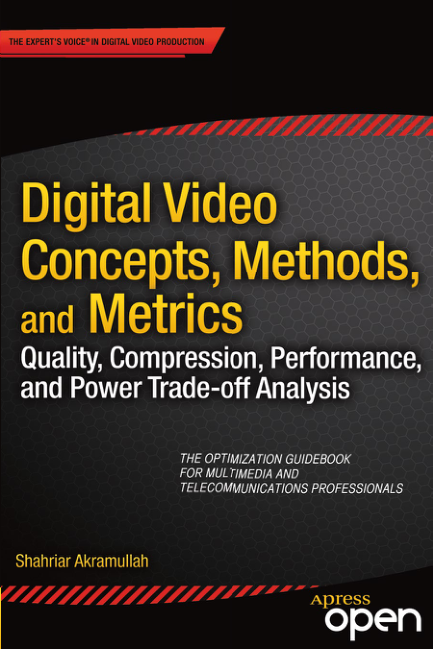 THE EXPERT'S VOICE® IN DIGITAL VIDEO PRODUCTION
Digital Video
Concepts, Methods,
and Metrics
Quality, Compression, Performance,
and Power Trade-off Analysis
THE OPTIMIZATION GUIDEBOOK
FOR MULTIMEDIA AND
TELECOMMUNICATIONS PROFESSIONALS
Shahriar Akramullah
Apress
open